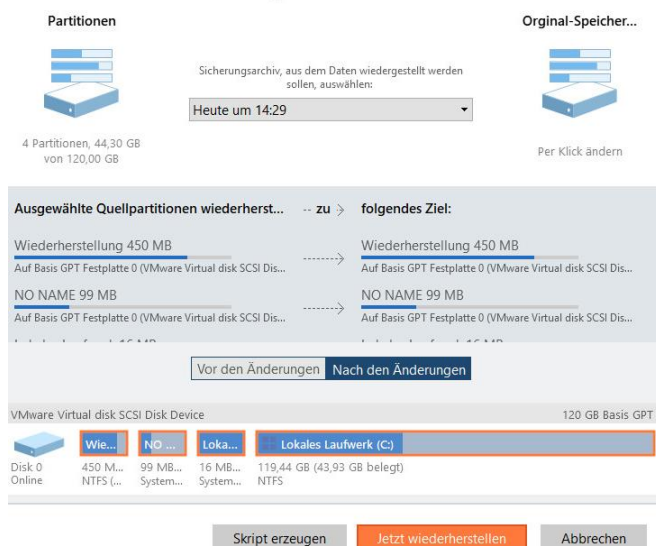 Partitionen
Orginal-Speicher...
Sicherungsarchiv, aus dem Daten wiedergestellt werden
sollen, auswählen:
Heute um 14:29
4 Partitionen, 44,30 GB
von 120,00 GB
Per Klick ändern
Ausgewählte Quellpartitionen wiederherst... -- zu -> folgendes Ziel:
Wiederherstellung 450 MB
Auf Basis GPT Festplatte 0 (VMware Virtual disk SCSI Dis...
Wiederherstellung 450 MB
Auf Basis GPT Festplatte 0 (VMware Virtual disk SCSI Dis...
NO NAME 99 MB
Auf Basis GPT Festplatte 0 (VMware Virtual disk SCSI Dis...
NO NAME 99 MB
Auf Basis GPT Festplatte 0 (VMware Virtual disk SCSI Dis...
Vor den Änderungen Nach den Änderungen
VMware Virtual disk SCSI Disk Device
120 GB Basis GPT
Wie... NO ... Loka... Lokales Laufwerk (C:)
Disk 0 450 M... 99 MB... 16 MB... 119,44 GB (43,93 GB belegt)
Online NTFS (... System... System... NTFS
Skript erzeugen Jetzt wiederherstellen Abbrechen